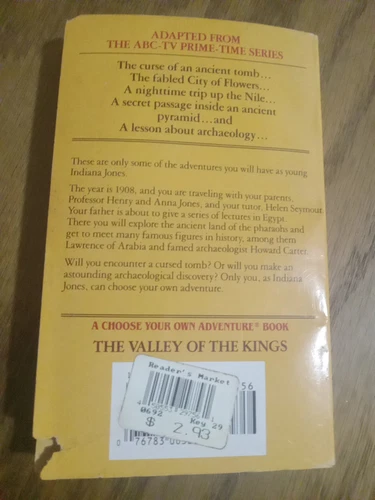 ADAPTED FROM
THE ABC-TV PRIME-TIME SERIES
The curse of an ancient tomb...
The fabled City of Flowers...
A nighttime trip up the Nile...
A secret passage inside an ancient
pyramid...and
A lesson about archaeology...
These are only some of the adventures you will have as young
Indiana Jones.
The year is 1908, and you are traveling with your parents,
Professor Henry and Anna Jones, and your tutor, Helen Seymour.
Your father is about to give a series of lectures in Egypt.
There you will explore the ancient land of the pharaohs and
get to meet many famous figures in history, among them
Lawrence of Arabia and famed archaeologist Howard Carter.
Will you encounter a cursed tomb? Or will you make an
astounding archaeological discovery? Only you, as Indiana
Jones, can choose your own adventure.
A CHOOSE YOUR OWN ADVENTURE® BOOK
THE VALLEY OF THE KINGS
56
Reader's Market
0692 Key 29
$ 2.93